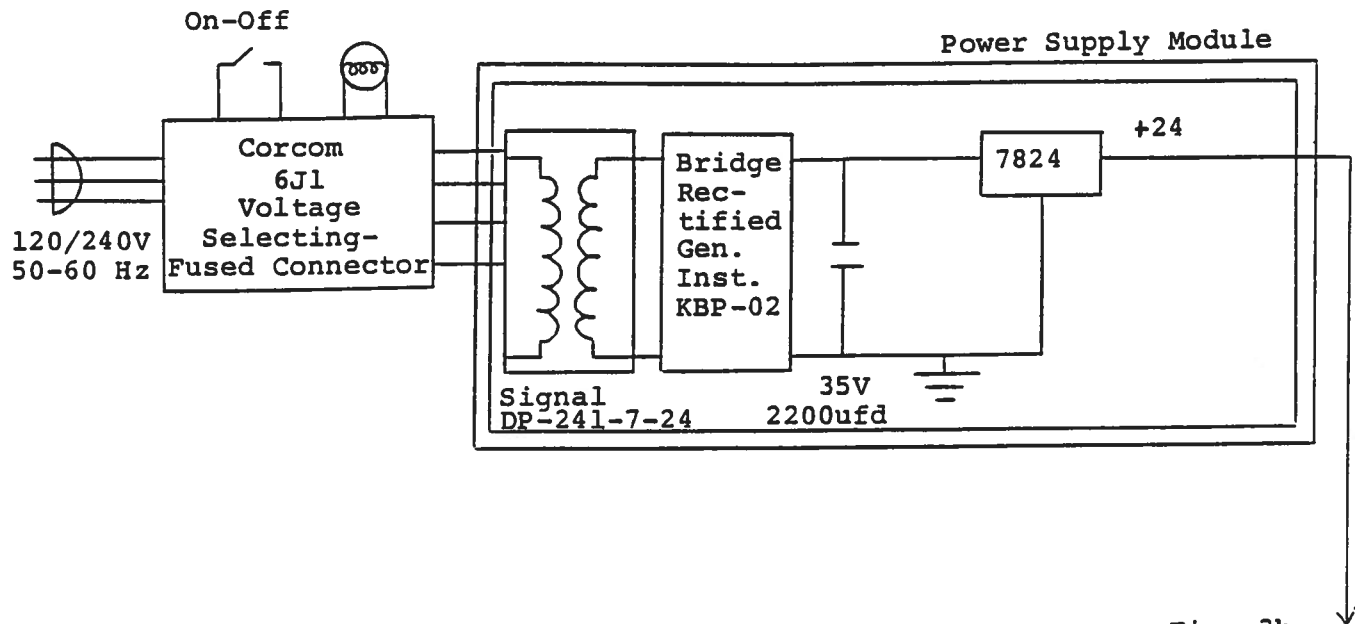 On-Off
Power Supply Module
Corcom
6J1
Voltage
Selecting-
Fused Connector
120/240V
50-60 Hz
Bridge
Rec-
tified
Gen.
Inst.
KBP-02
7824
+24
Signal
DP-241-7-24
35V
2200ufd